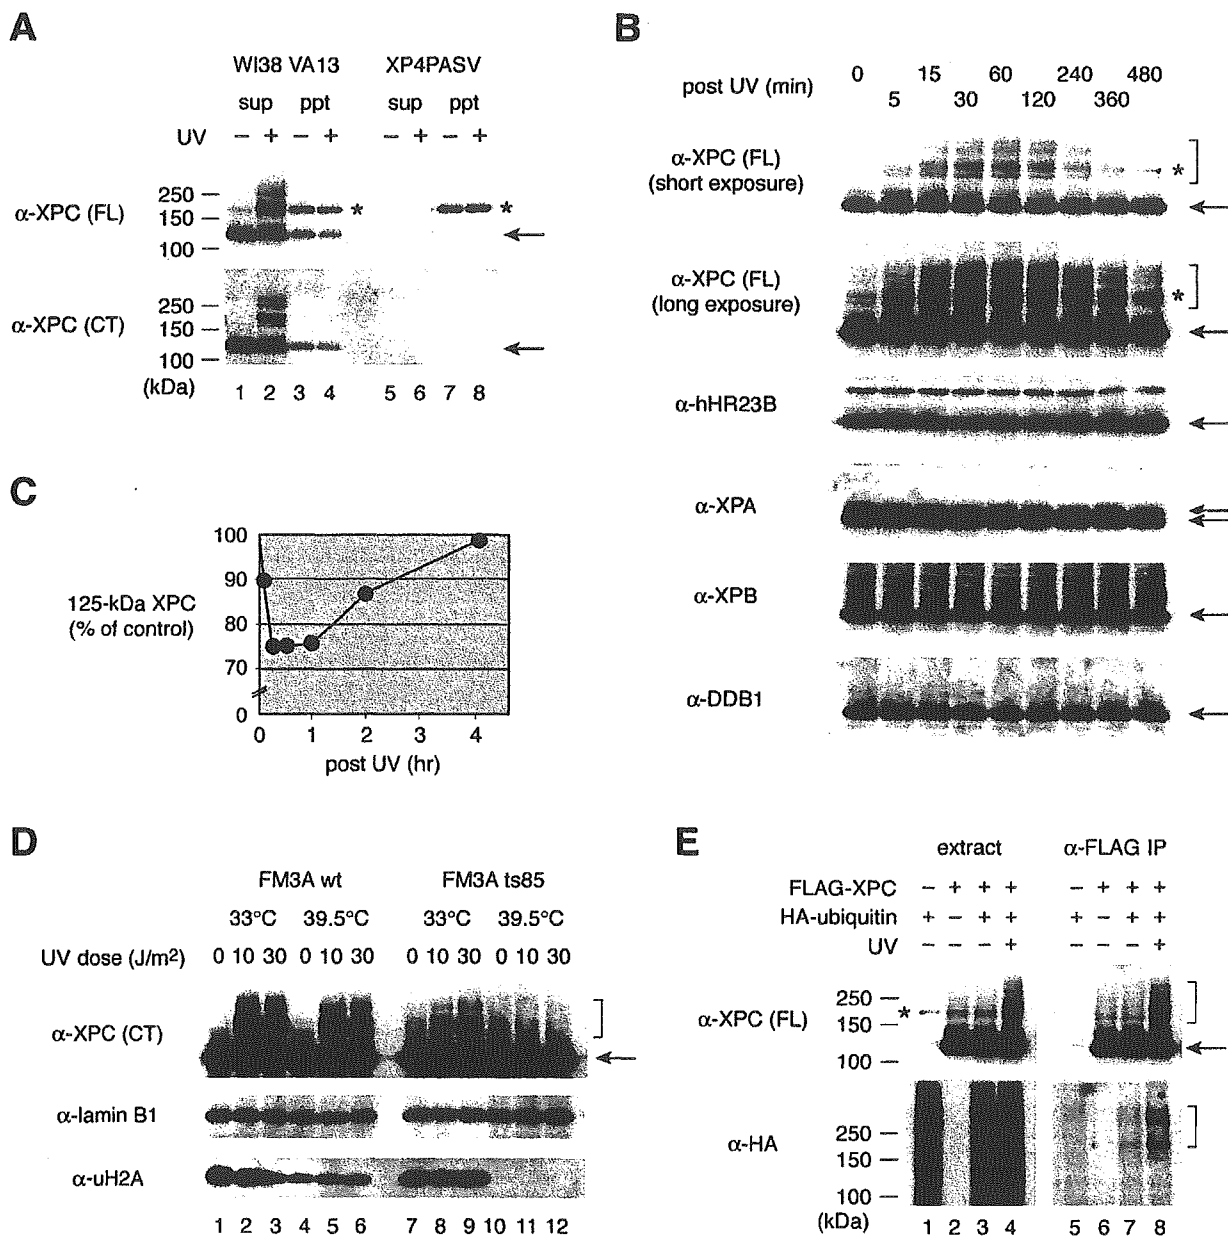 A
WI38 VA13 XP4PASV
sup ppt sup ppt
UV − + − + − + − +
α-XPC (FL)
250
150
100
*
*
α-XPC (CT)
250
150
100
(kDa)
1 2 3 4 5 6 7 8
B
post UV (min)
0 15 60 240 480
5 30 120 360
α-XPC (FL)
(short exposure)
*
α-XPC (FL)
(long exposure)
*
α-hHR23B
α-XPA
α-XPB
α-DDB1
C
125-kDa XPC
(% of control)
100
90
80
70
0
0 1 2 3 4
post UV (hr)
D
FM3A wt FM3A ts85
33°C 39.5°C 33°C 39.5°C
UV dose (J/m²) 0 10 30 0 10 30 0 10 30 0 10 30
α-XPC (CT)
α-lamin B1
α-uH2A
1 2 3 4 5 6 7 8 9 10 11 12
E
extract α-FLAG IP
FLAG-XPC − + + + − + + +
HA-ubiquitin + − + + + − + +
UV − − − + − − − +
α-XPC (FL)
*
250
150
100
α-HA
250
150
100
(kDa)
1 2 3 4 5 6 7 8